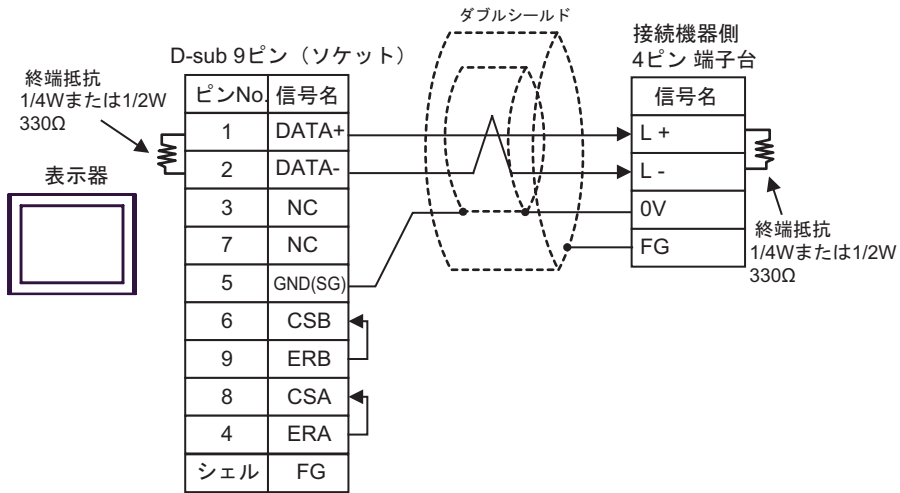 ダブルシールド
接続機器側
4ピン 端子台
D-sub 9ピン（ソケット）
終端抵抗
1/4Wまたは1/2W
330Ω
表示器
ピンNo. 信号名
1 DATA+
2 DATA-
3 NC
7 NC
5 GND(SG)
6 CSB
9 ERB
8 CSA
4 ERA
シェル FG
信号名
L +
L -
0V
FG
終端抵抗
1/4Wまたは1/2W
330Ω